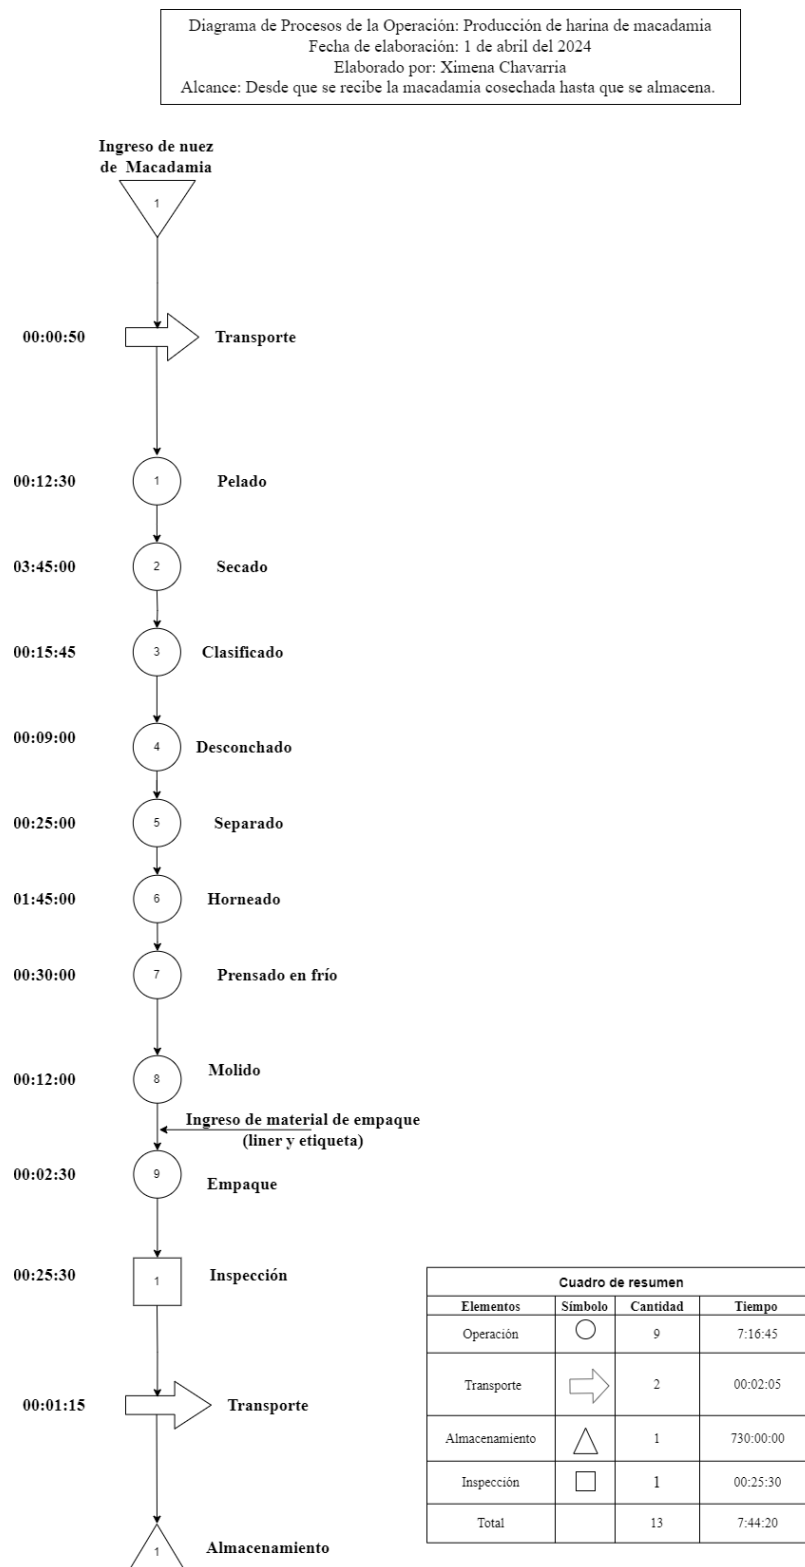 Diagrama de Procesos de la Operación: Producción de harina de macadamia
Fecha de elaboración: 1 de abril del 2024
Elaborado por: Ximena Chavarria
Alcance: Desde que se recibe la macadamia cosechada hasta que se almacena.
Ingreso de nuez
de Macadamia
1
00:00:50 Transporte
00:12:30 1 Pelado
03:45:00 2 Secado
00:15:45 3 Clasificado
00:09:00 4 Desconchado
00:25:00 5 Separado
01:45:00 6 Horneado
00:30:00 7 Prensado en frío
00:12:00 8 Molido
Ingreso de material de empaque
(liner y etiqueta)
00:02:30 9 Empaque
00:25:30 1 Inspección
00:01:15 Transporte
1 Almacenamiento
Cuadro de resumen
Elementos Símbolo Cantidad Tiempo
Operación 9 7:16:45
Transporte 2 00:02:05
Almacenamiento 1 730:00:00
Inspección 1 00:25:30
Total 13 7:44:20